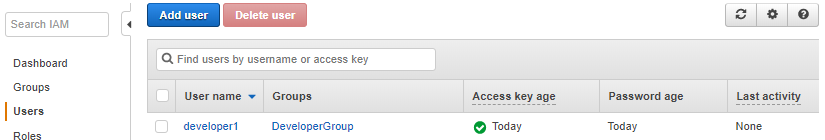 Add user
Delete user
Search IAM
Dashboard
Groups
Users
Roles
Find users by username or access key
User name Groups Access key age Password age Last activity
developer1 DeveloperGroup Today Today None